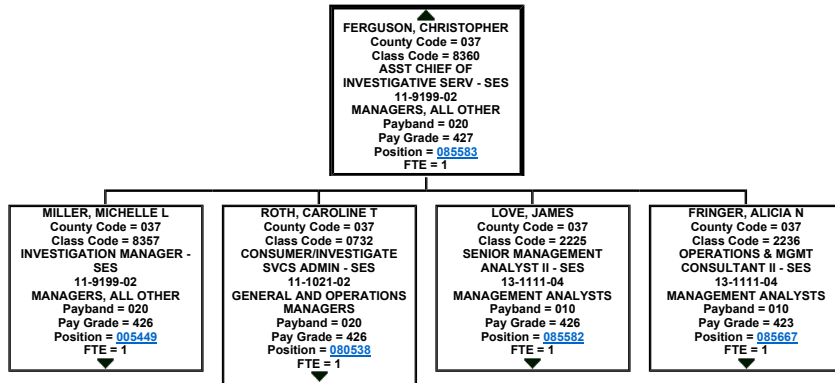 FERGUSON, CHRISTOPHER
County Code = 037
Class Code = 8360
ASST CHIEF OF
INVESTIGATIVE SERV - SES
11-9199-02
MANAGERS, ALL OTHER
Payband = 020
Pay Grade = 427
Position = 085583
FTE = 1
MILLER, MICHELLE L
County Code = 037
Class Code = 8357
INVESTIGATION MANAGER -
SES
11-9199-02
MANAGERS, ALL OTHER
Payband = 020
Pay Grade = 426
Position = 005449
FTE = 1
ROTH, CAROLINE T
County Code = 037
Class Code = 0732
CONSUMER/INVESTIGATE
SVCS ADMIN - SES
11-1021-02
GENERAL AND OPERATIONS
MANAGERS
Payband = 020
Pay Grade = 426
Position = 080538
FTE = 1
LOVE, JAMES
County Code = 037
Class Code = 2225
SENIOR MANAGEMENT
ANALYST II - SES
13-1111-04
MANAGEMENT ANALYSTS
Payband = 010
Pay Grade = 426
Position = 085582
FTE = 1
FRINGER, ALICIA N
County Code = 037
Class Code = 2236
OPERATIONS & MGMT
CONSULTANT II - SES
13-1111-04
MANAGEMENT ANALYSTS
Payband = 010
Pay Grade = 423
Position = 085667
FTE = 1